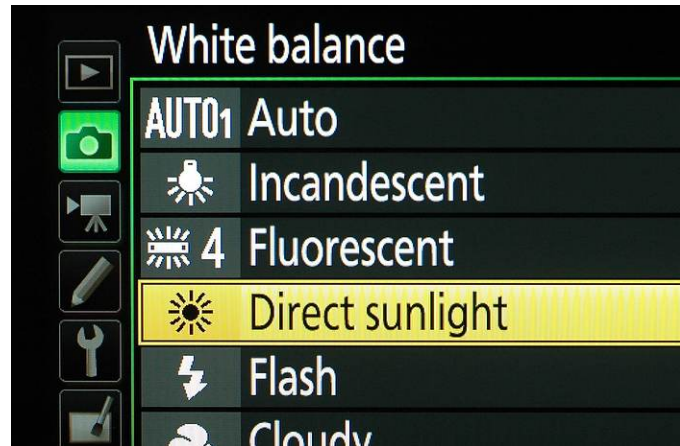 White balance
AUTO1 Auto
Incandescent
4 Fluorescent
Direct sunlight
Flash
Cloudy